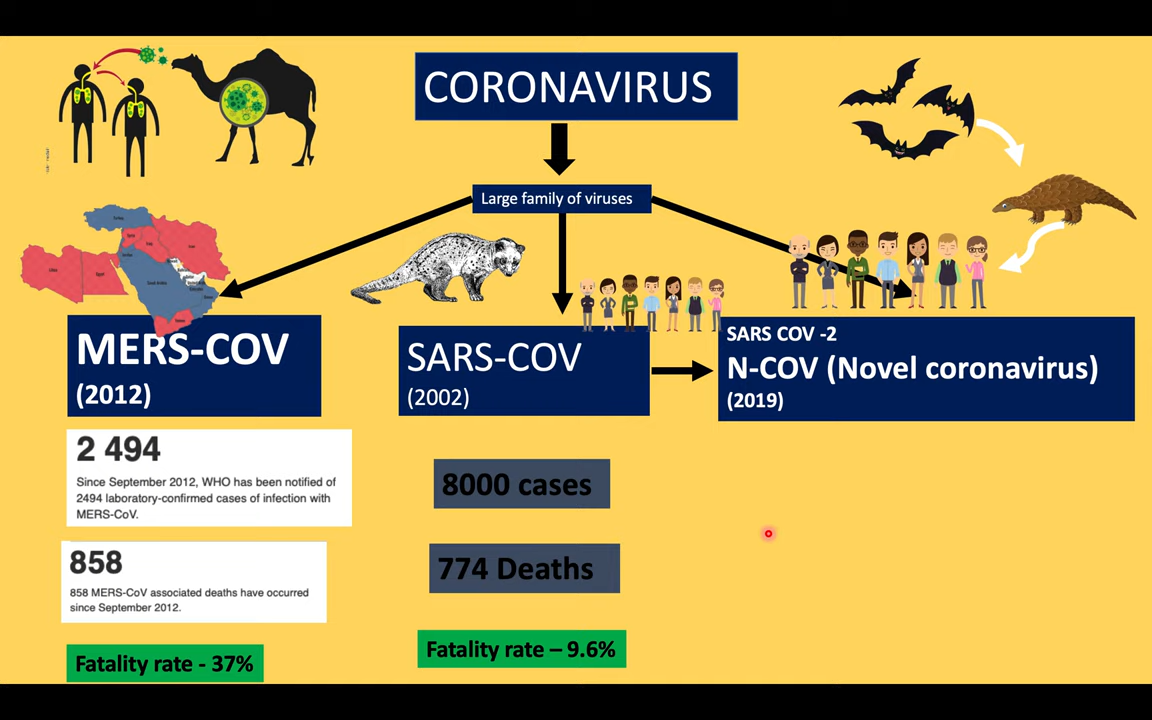 CORONAVIRUS
Large family of viruses
MERS-COV
(2012)
SARS-COV
(2002)
SARS COV -2
N-COV (Novel coronavirus)
(2019)
2 494
Since September 2012, WHO has been notified of
2494 laboratory-confirmed cases of infection with
MERS-CoV.
858
858 MERS-CoV associated deaths have occurred
since September 2012.
Fatality rate - 37%
8000 cases
774 Deaths
Fatality rate – 9.6%